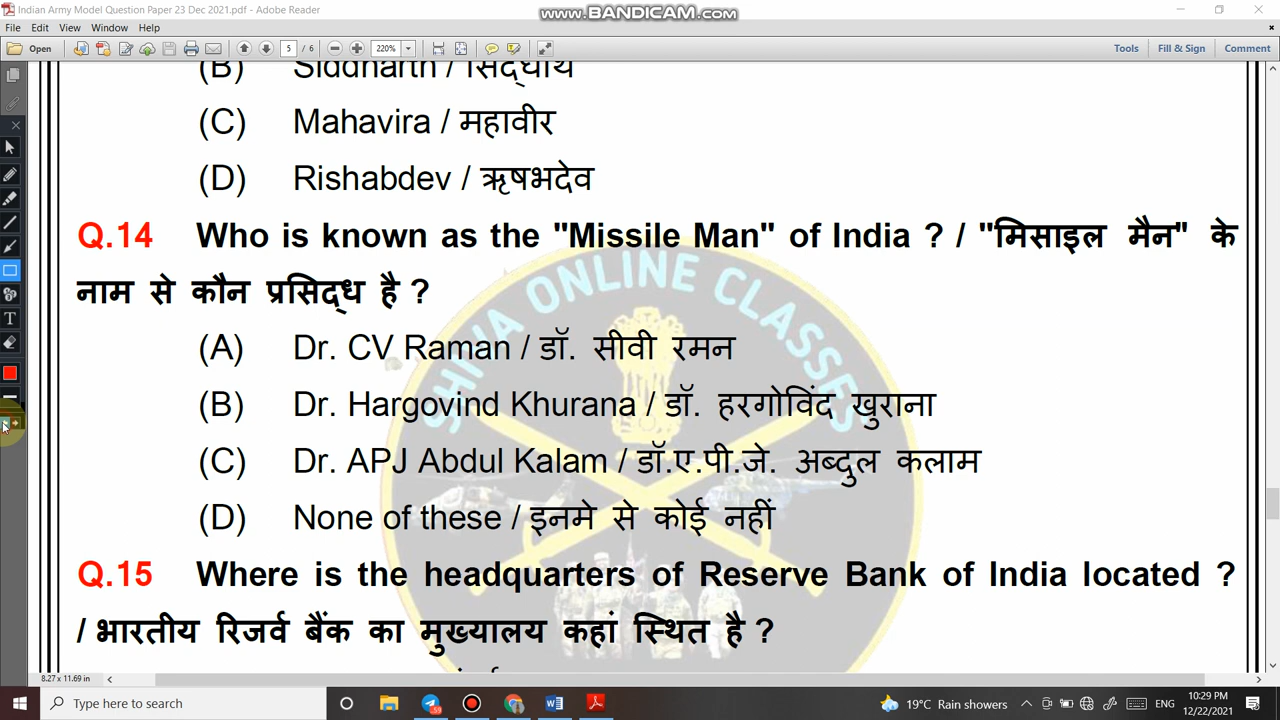 Indian Army Model Question Paper 23 Dec 2021.pdf - Adobe Reader
www.BANDICAM.com
File Edit View Window Help
Open 5 / 6 220% Tools Fill & Sign Comment
(B) Siddharth / सिद्धार्थ
(C) Mahavira / महावीर
(D) Rishabdev / ऋषभदेव
Q.14 Who is known as the "Missile Man" of India ? / "मिसाइल मैन" के
नाम से कौन प्रसिद्ध है ?
(A) Dr. CV Raman / डॉ. सीवी रमन
(B) Dr. Hargovind Khurana / डॉ. हरगोविंद खुराना
(C) Dr. APJ Abdul Kalam / डॉ.ए.पी.जे. अब्दुल कलाम
(D) None of these / इनमे से कोई नहीं
SHIVA ONLINE CLASSES
Q.15 Where is the headquarters of Reserve Bank of India located ?
/ भारतीय रिजर्व बैंक का मुख्यालय कहां स्थित है ?
8.27 x 11.69 in
Type here to search
59
19°C Rain showers
ENG
10:29 PM
12/22/2021